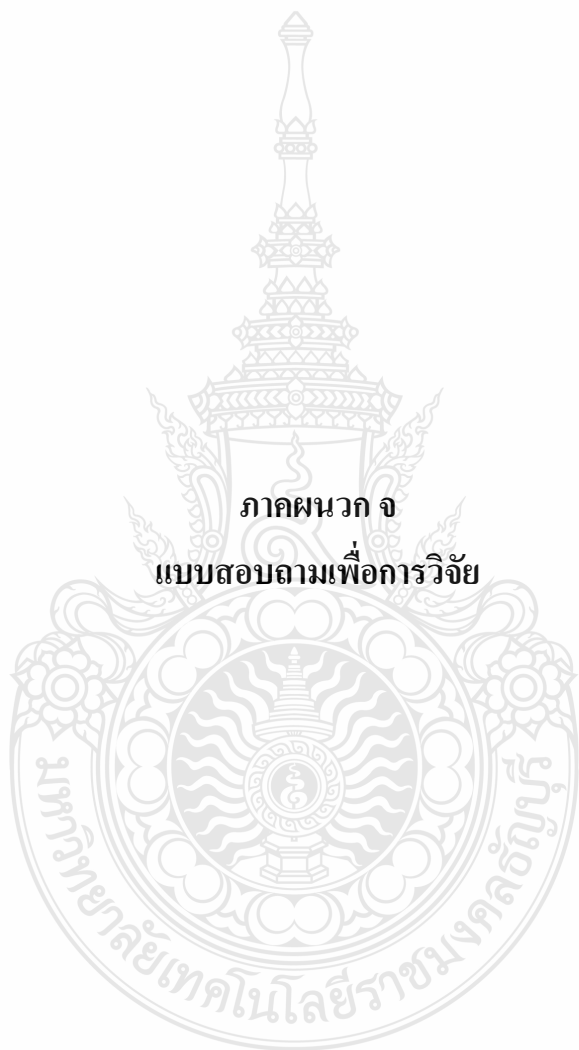 ภาคผนวก จ
แบบสอบถามเพื่อการวิจัย
มหาวิทยาลัยเทคโนโลยีราชมงคลธัญบุรี